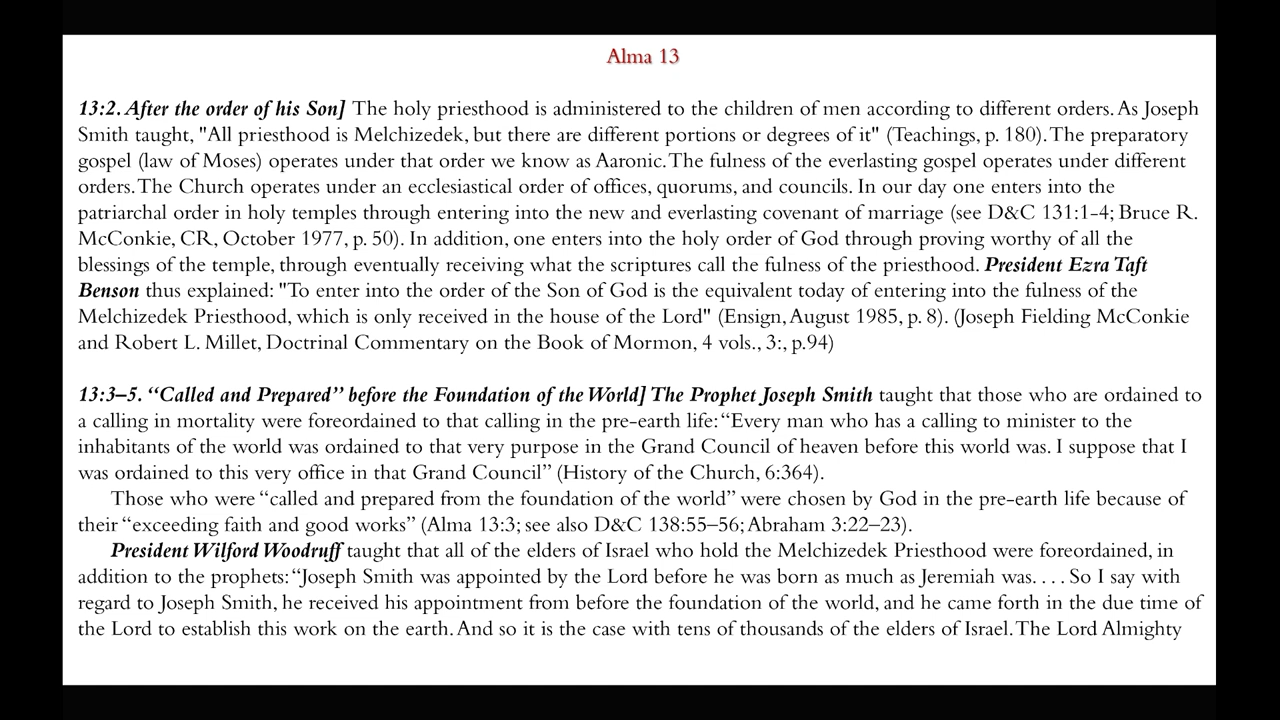 Alma 13
13:2. After the order of his Son] The holy priesthood is administered to the children of men according to different orders. As Joseph
Smith taught, "All priesthood is Melchizedek, but there are different portions or degrees of it" (Teachings, p. 180). The preparatory
gospel (law of Moses) operates under that order we know as Aaronic. The fulness of the everlasting gospel operates under different
orders. The Church operates under an ecclesiastical order of offices, quorums, and councils. In our day one enters into the
patriarchal order in holy temples through entering into the new and everlasting covenant of marriage (see D&C 131:1-4; Bruce R.
McConkie, CR, October 1977, p. 50). In addition, one enters into the holy order of God through proving worthy of all the
blessings of the temple, through eventually receiving what the scriptures call the fulness of the priesthood. President Ezra Taft
Benson thus explained: "To enter into the order of the Son of God is the equivalent today of entering into the fulness of the
Melchizedek Priesthood, which is only received in the house of the Lord" (Ensign, August 1985, p. 8). (Joseph Fielding McConkie
and Robert L. Millet, Doctrinal Commentary on the Book of Mormon, 4 vols., 3:, p.94)
13:3–5. “Called and Prepared” before the Foundation of the World] The Prophet Joseph Smith taught that those who are ordained to
a calling in mortality were foreordained to that calling in the pre-earth life: “Every man who has a calling to minister to the
inhabitants of the world was ordained to that very purpose in the Grand Council of heaven before this world was. I suppose that I
was ordained to this very office in that Grand Council” (History of the Church, 6:364).
Those who were “called and prepared from the foundation of the world” were chosen by God in the pre-earth life because of
their “exceeding faith and good works” (Alma 13:3; see also D&C 138:55–56; Abraham 3:22–23).
President Wilford Woodruff taught that all of the elders of Israel who hold the Melchizedek Priesthood were foreordained, in
addition to the prophets: “Joseph Smith was appointed by the Lord before he was born as much as Jeremiah was. . . . So I say with
regard to Joseph Smith, he received his appointment from before the foundation of the world, and he came forth in the due time of
the Lord to establish this work on the earth. And so it is the case with tens of thousands of the elders of Israel. The Lord Almighty